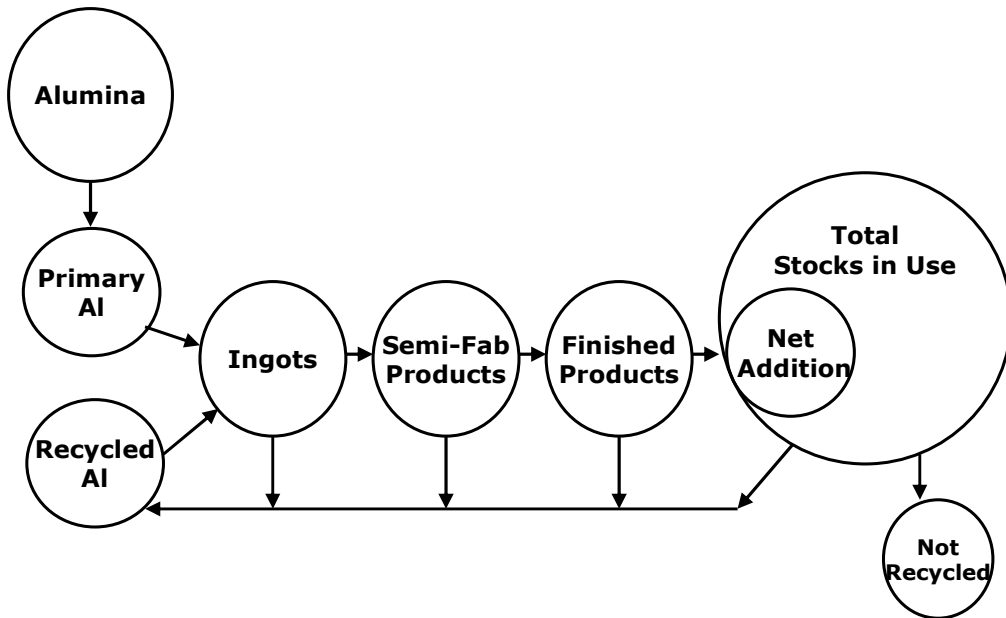 Alumina
Primary
Al
Recycled
Al
Ingots
Semi-Fab
Products
Finished
Products
Total
Stocks in Use
Net
Addition
Not
Recycled